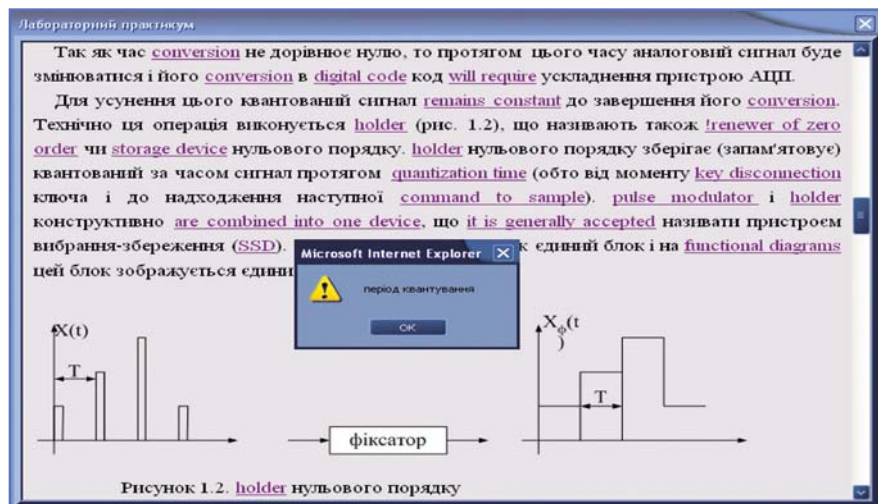 Лабораторний практикум
Так як час conversion не дорівнює нулю, то протягом цього часу аналоговий сигнал буде
змінюватися і його conversion в digital code код will require ускладнення пристрою АЦП.
Для усунення цього квантований сигнал remains constant до завершення його conversion.
Технічно ця операція виконується holder (рис. 1.2), що називають також !renewer of zero
order чи storage device нульового порядку. holder нульового порядку зберігає (запам'ятовує)
квантований за часом сигнал протягом quantization time (обто від моменту key disconnection
ключа і до надходження наступної command to sample). pulse modulator і holder
конструктивно are combined into one device, що it is generally accepted називати пристроєм
вибрання-збереження (SSD). к єдиний блок і на functional diagrams
цей блок зображується єдини
Microsoft Internet Explorer
період квантування
OK
X(t)
T
фіксатор
Xф(t
)
T
Рисунок 1.2. holder нульового порядку